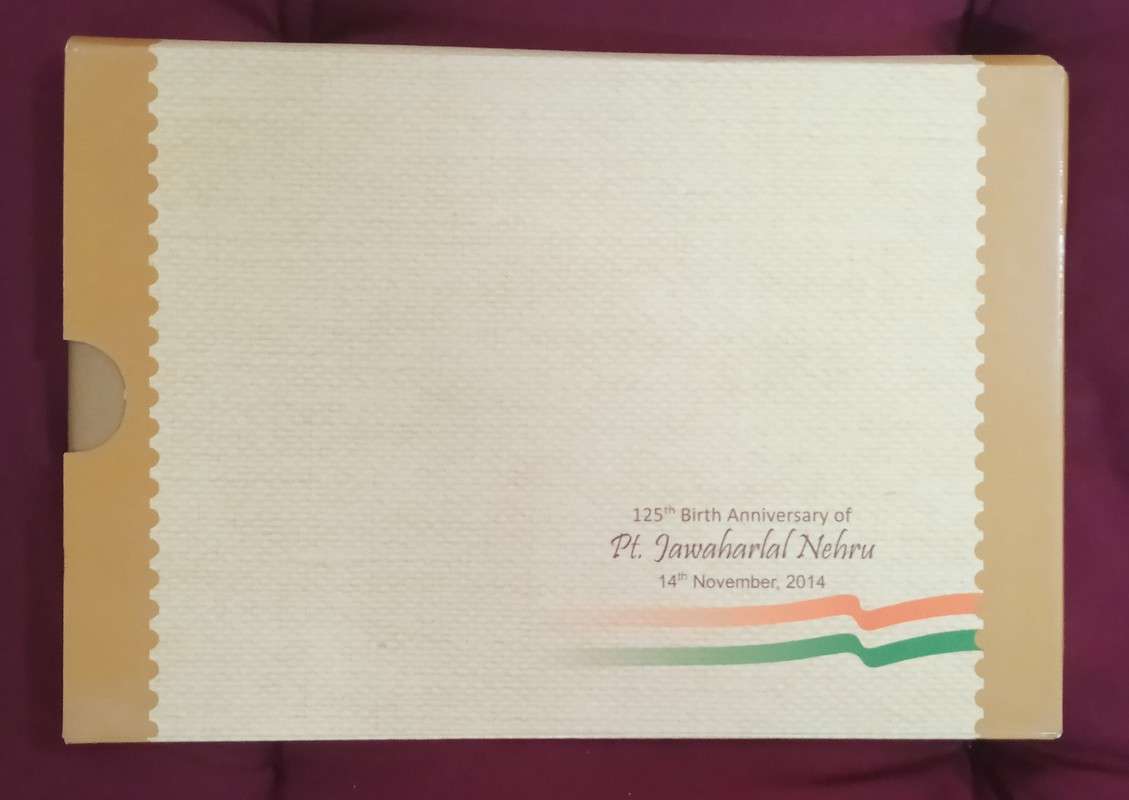 125th Birth Anniversary of
Pt. Jawaharlal Nehru
14th November, 2014